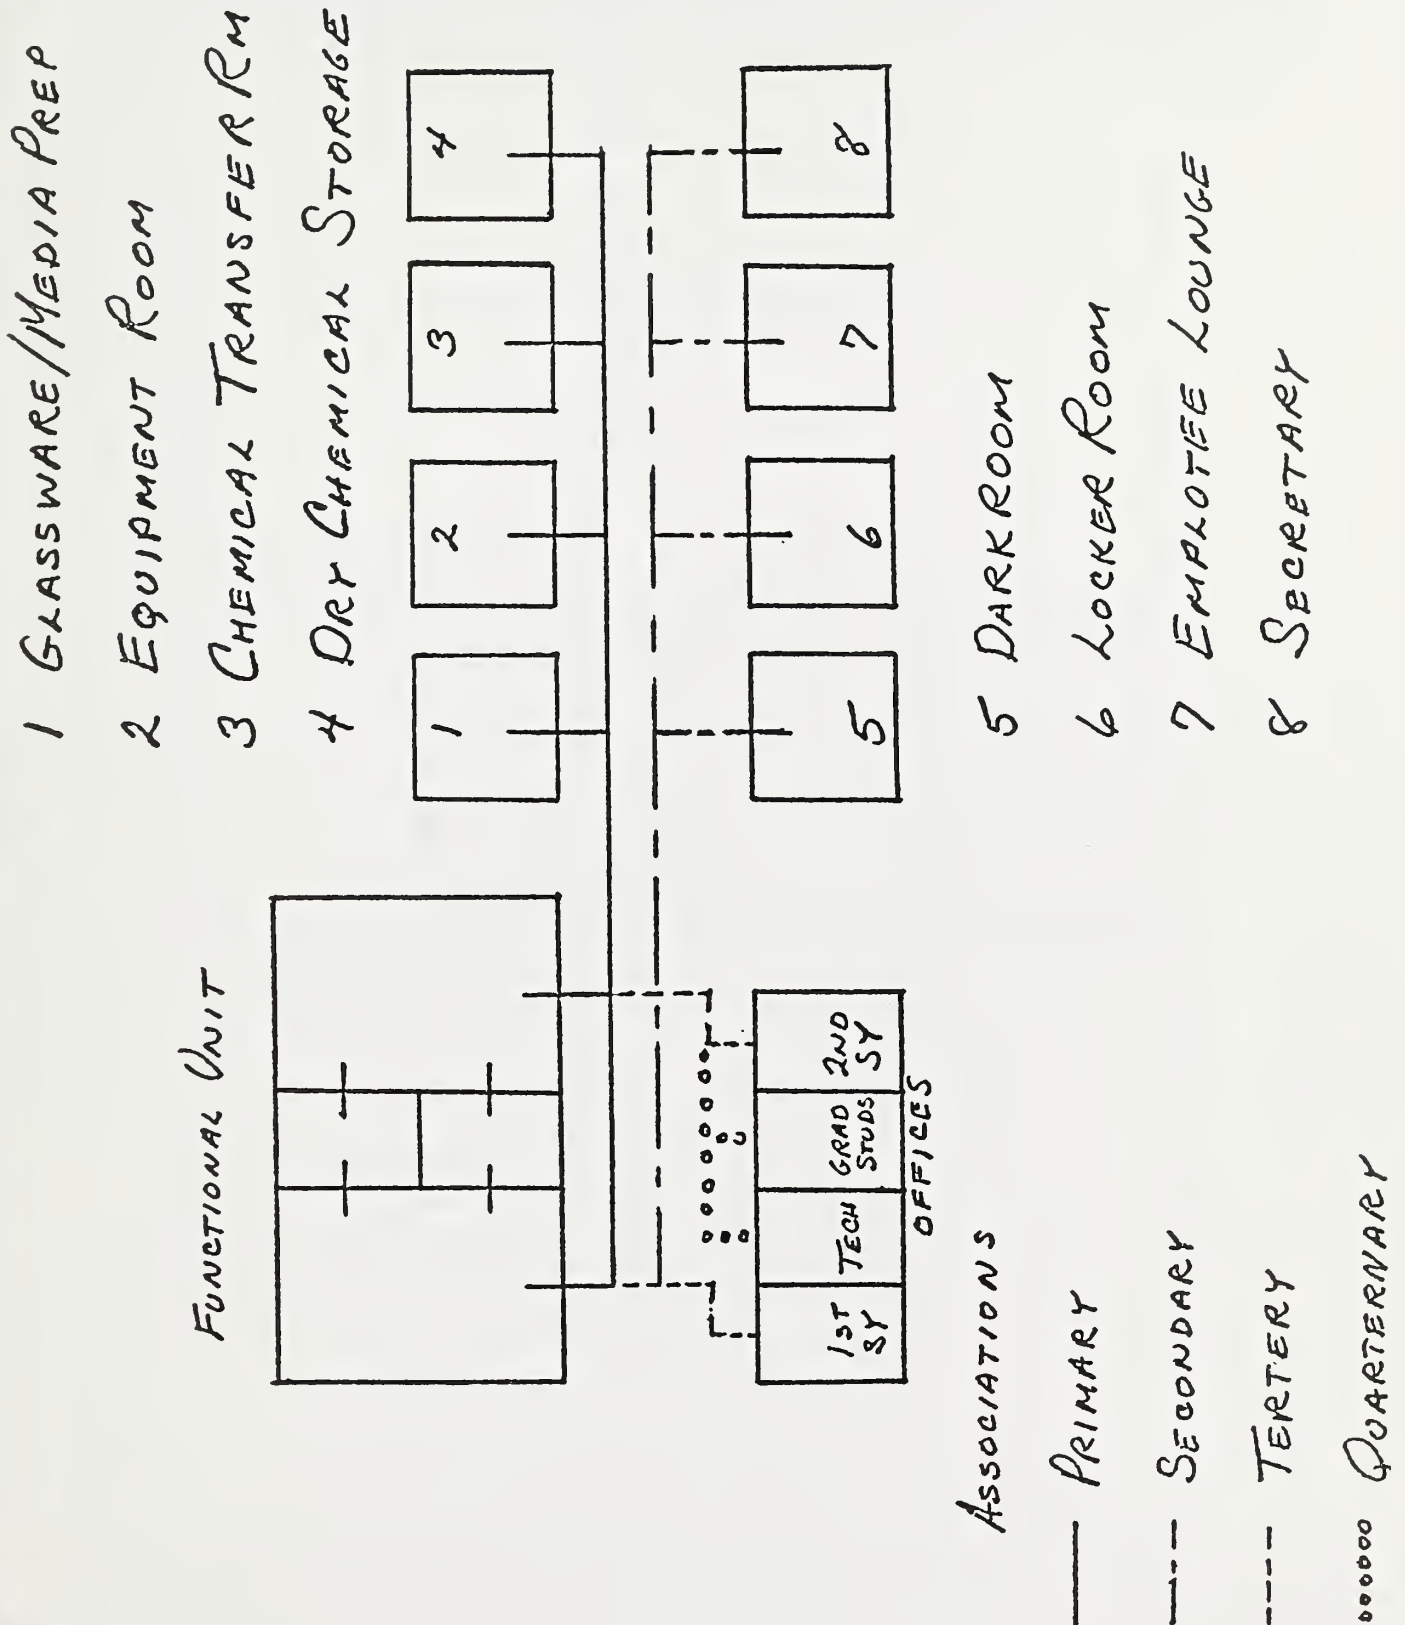 1 GLASSWARE/MEDIA PREP
2 EQUIPMENT ROOM
3 CHEMICAL TRANSFER RM
4 DRY CHEMICAL STORAGE
FUNCTIONAL UNIT
1
2
3
4
1ST
SY
TECH
GRAD
STUDS
2ND
SY
OFFICES
5
6
7
8
5 DARKROOM
6 LOCKER ROOM
7 EMPLOYEE LOUNGE
8 SECRETARY
ASSOCIATIONS
PRIMARY
SECONDARY
TERTERY
QUARTERNARY